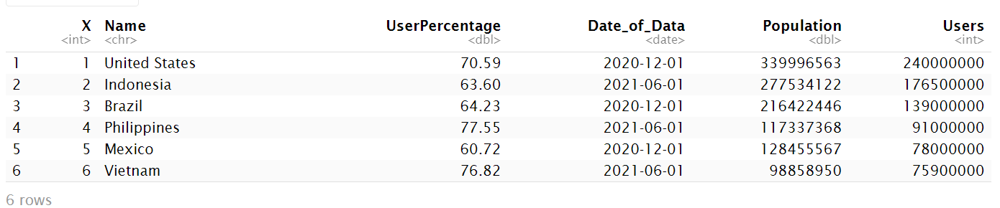 X Name UserPercentage Date_of_Data Population Users
<int> <chr> <dbl> <date> <dbl> <int>
1 1 United States 70.59 2020-12-01 339996563 240000000
2 2 Indonesia 63.60 2021-06-01 277534122 176500000
3 3 Brazil 64.23 2020-12-01 216422446 139000000
4 4 Philippines 77.55 2021-06-01 117337368 91000000
5 5 Mexico 60.72 2020-12-01 128455567 78000000
6 6 Vietnam 76.82 2021-06-01 98858950 75900000
6 rows